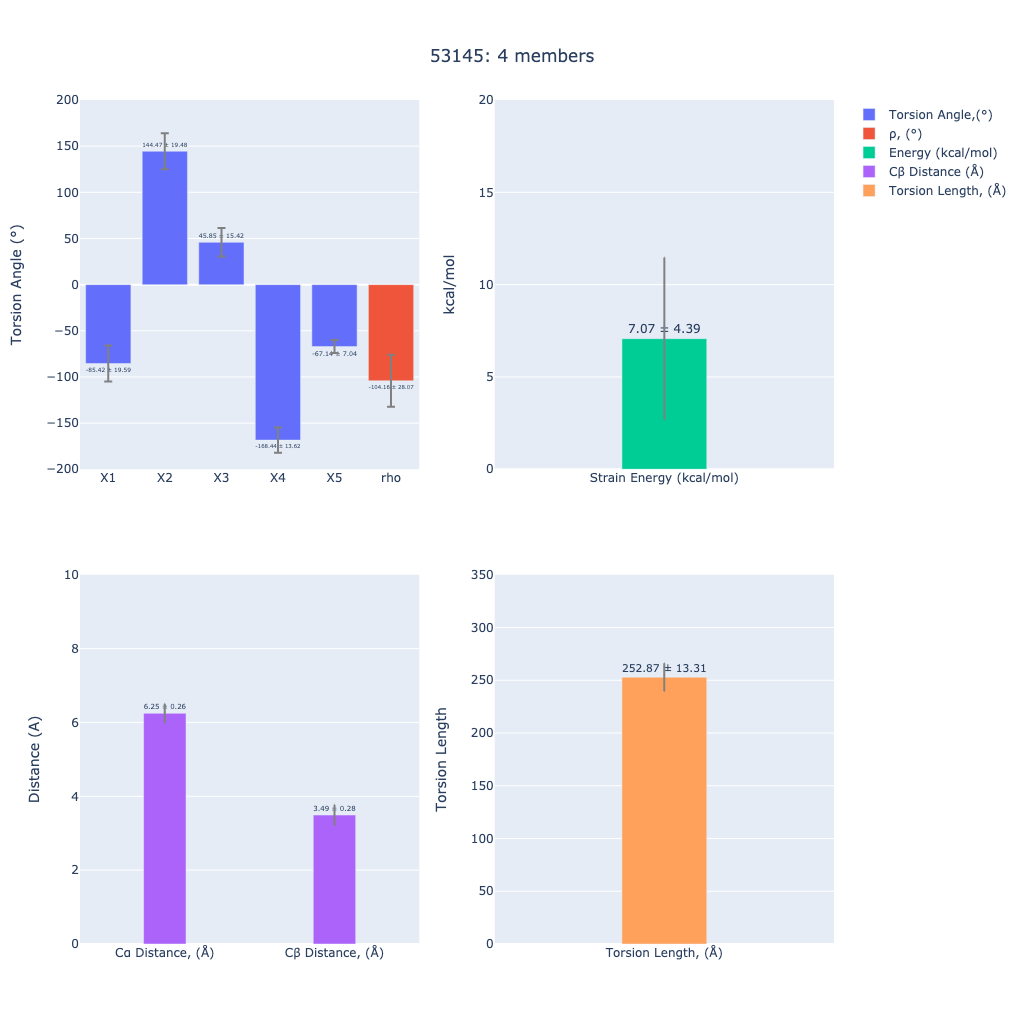 53145: 4 members
Torsion Angle (°)
200
150
100
50
0
−50
−100
−150
−200
-85.42 ± 19.59
144.47 ± 19.48
45.85 ± 15.42
-168.44 ± 13.62
-67.14 ± 7.04
-104.16 ± 28.07
X1 X2 X3 X4 X5 rho
kcal/mol
20
15
10
5
0
7.07 ± 4.39
Strain Energy (kcal/mol)
Torsion Angle,(°)
ρ, (°)
Energy (kcal/mol)
Cβ Distance (Å)
Torsion Length, (Å)
Distance (A)
10
8
6
4
2
0
6.25 ± 0.26
3.49 ± 0.28
Cα Distance, (Å) Cβ Distance, (Å)
Torsion Length
350
300
250
200
150
100
50
0
252.87 ± 13.31
Torsion Length, (Å)